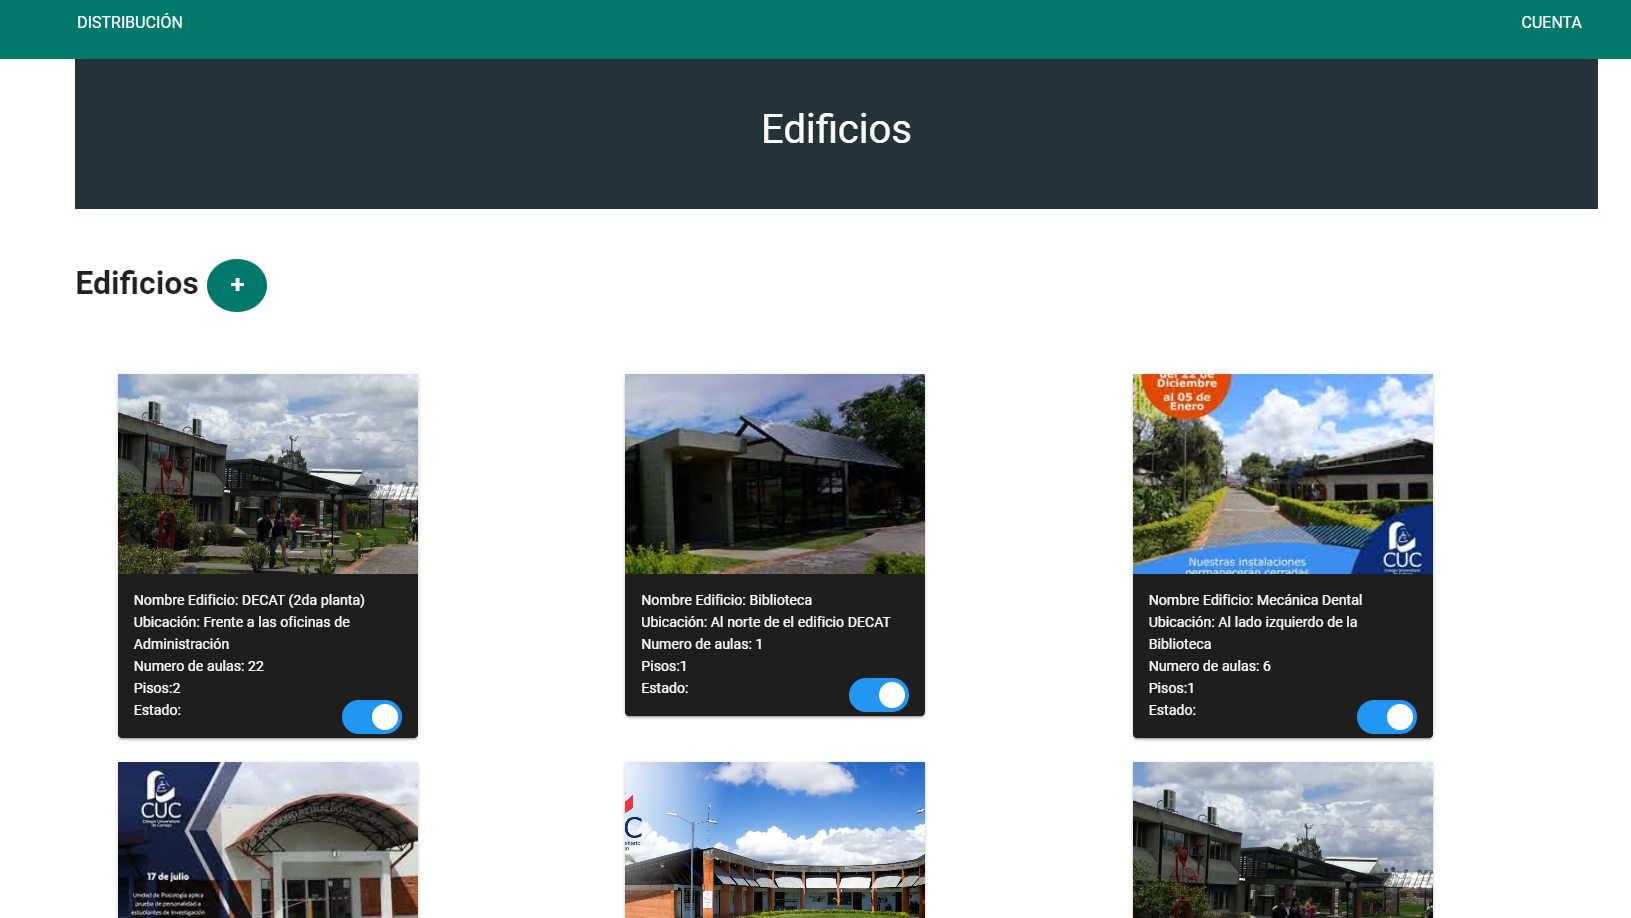 DISTRIBUCIÓN
CUENTA
Edificios
Edificios +
Nombre Edificio: DECAT (2da planta)
Ubicación: Frente a las oficinas de
Administración
Numero de aulas: 22
Pisos:2
Estado:
Nombre Edificio: Biblioteca
Ubicación: Al norte de el edificio DECAT
Numero de aulas: 1
Pisos:1
Estado:
del 22 de
Diciembre
al 05 de
Enero
Nuestras instalaciones
permanecerán cerradas
CUC
Nombre Edificio: Mecánica Dental
Ubicación: Al lado izquierdo de la
Biblioteca
Numero de aulas: 6
Pisos:1
Estado:
CUC
17 de julio
Unidad de Psicología aplica
prueba de personalidad a
estudiantes de Investigación
C